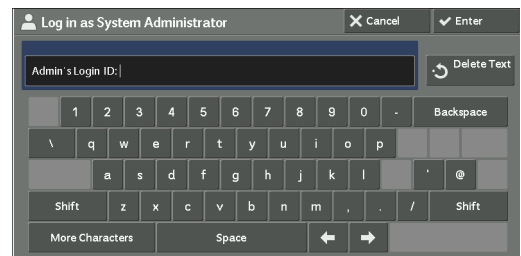 Log in as System Administrator Cancel Enter
Admin's Login ID: Delete Text
1 2 3 4 5 6 7 8 9 0 - Backspace
\ q w e r t y u i o p
a s d f g h j k l ' @
Shift z x c v b n m , . / Shift
More Characters Space